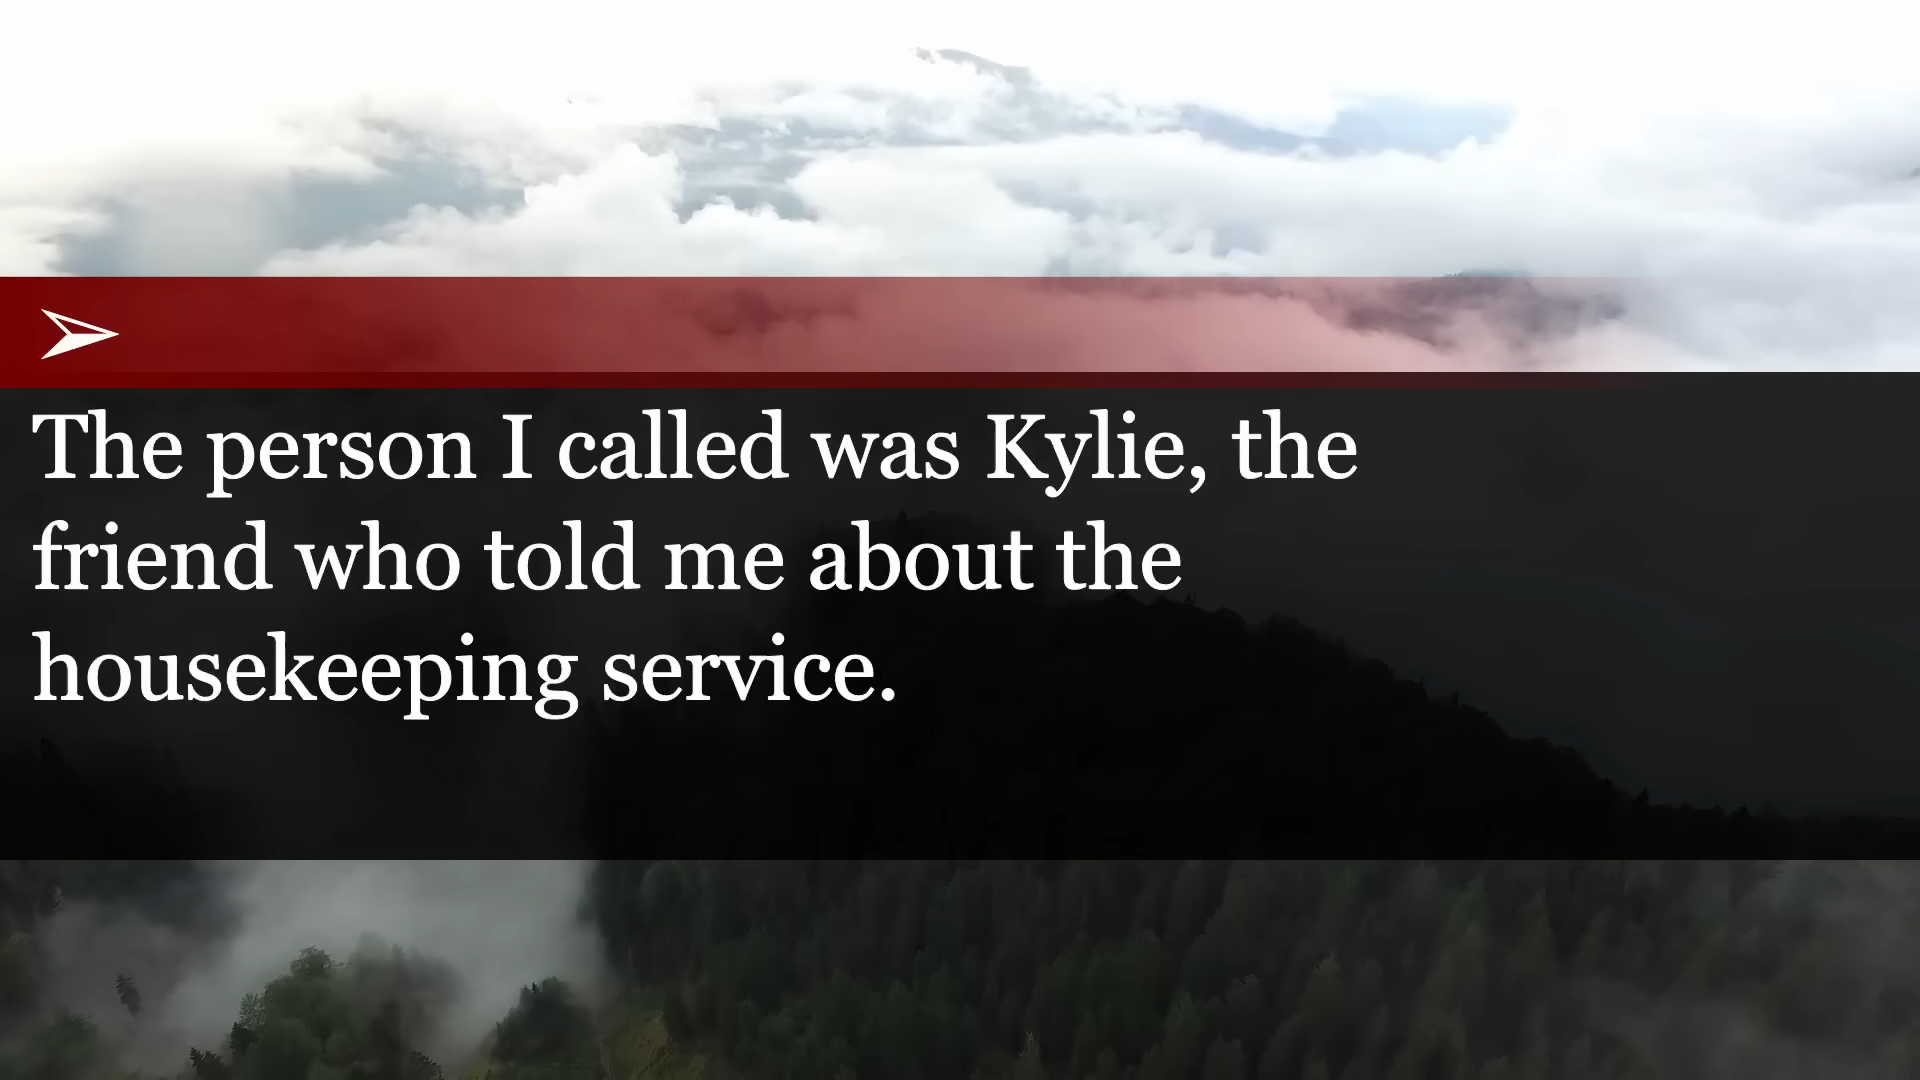 The person I called was Kylie, the
friend who told me about the
housekeeping service.